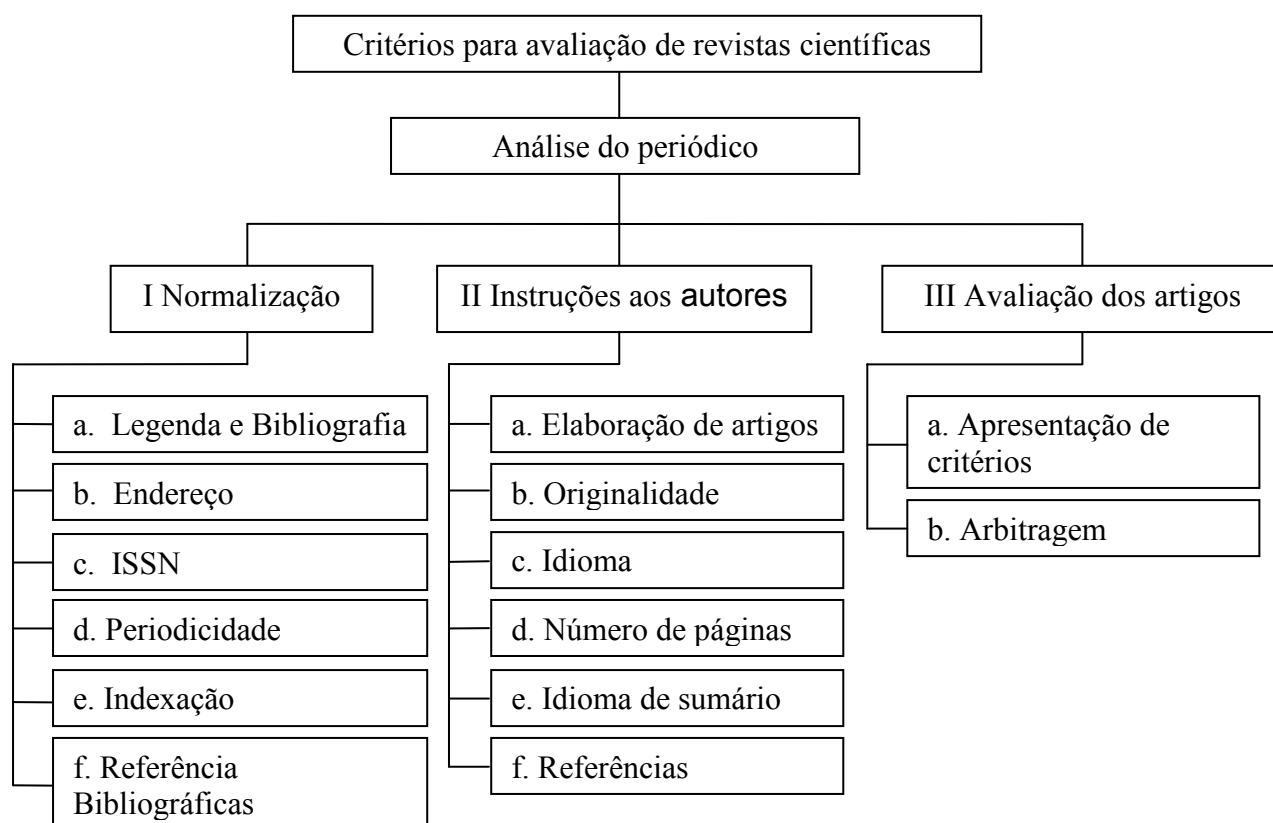 Critérios para avaliação de revistas científicas
Análise do periódico
I Normalização
a. Legenda e Bibliografia
b. Endereço
c. ISSN
d. Periodicidade
e. Indexação
f. Referência
Bibliográficas
II Instruções aos autores
a. Elaboração de artigos
b. Originalidade
c. Idioma
d. Número de páginas
e. Idioma de sumário
f. Referências
III Avaliação dos artigos
a. Apresentação de
critérios
b. Arbitragem